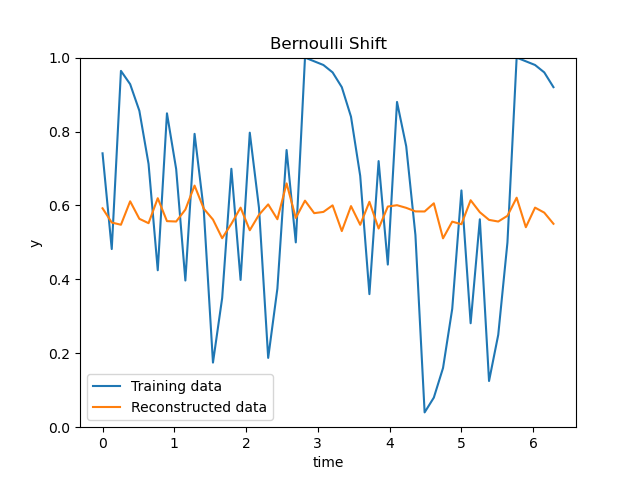 Bernoulli Shift
1.0
0.8
0.6
0.4
0.2
0.0
y
Training data
Reconstructed data
0 1 2 3 4 5 6
time